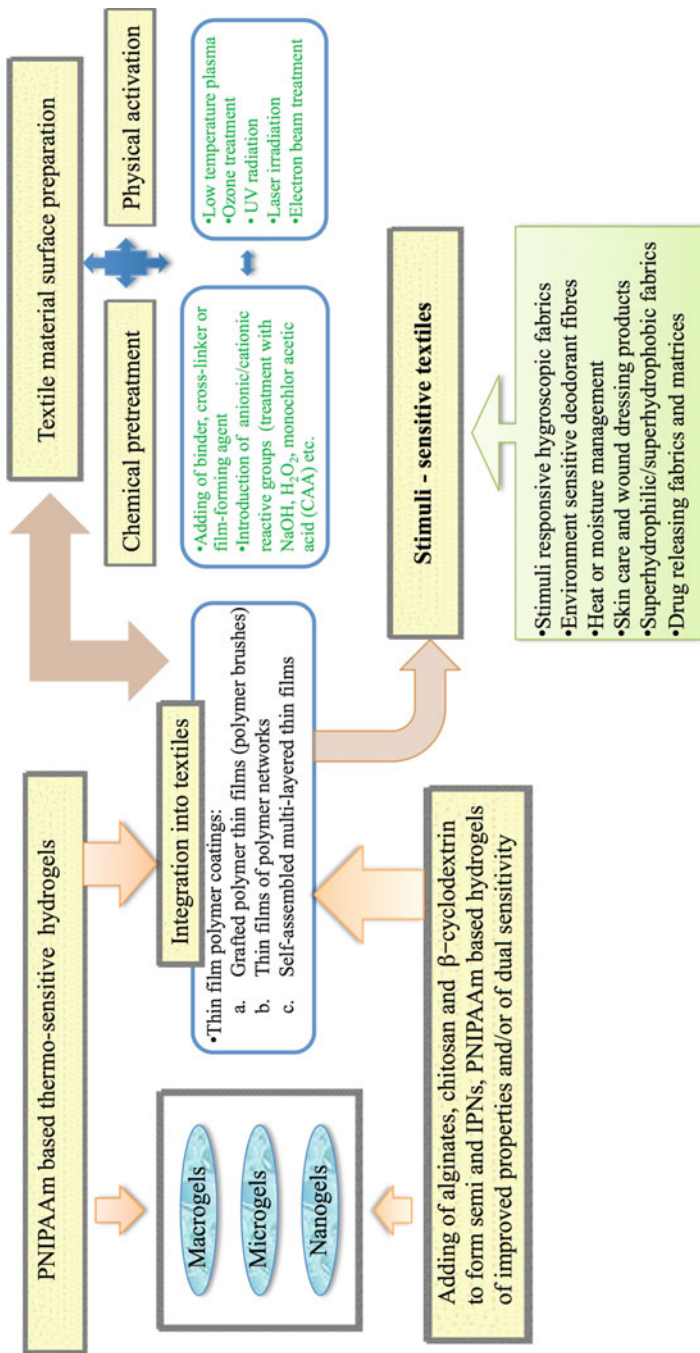 PNIPAAm based thermo-sensitive hydrogels
Textile material surface preparation
Chemical pretreatment
Physical activation
Macrogels
Microgels
Nanogels
Integration into textiles
•Thin film polymer coatings:
a. Grafted polymer thin films (polymer brushes)
b. Thin films of polymer networks
c. Self-assembled multi-layered thin films
•Adding of binder, cross-linker or
film-forming agent
•Introduction of anionic/cationic
reactive groups (treatment with
NaOH, H₂O₂, monochlor acetic
acid (CAA) etc.
•Low temperature plasma
•Ozone treatment
• UV radiation
•Laser irradiation
•Electron beam treatment
Adding of alginates, chitosan and β-cyclodextrin
to form semi and IPNs, PNIPAAm based hydrogels
of improved properties and/or of dual sensitivity
Stimuli - sensitive textiles
•Stimuli responsive hygroscopic fabrics
•Environment sensitive deodorant fibres
•Heat or moisture management
•Skin care and wound dressing products
•Superhydrophilic/superhydrophobic fabrics
•Drug releasing fabrics and matrices